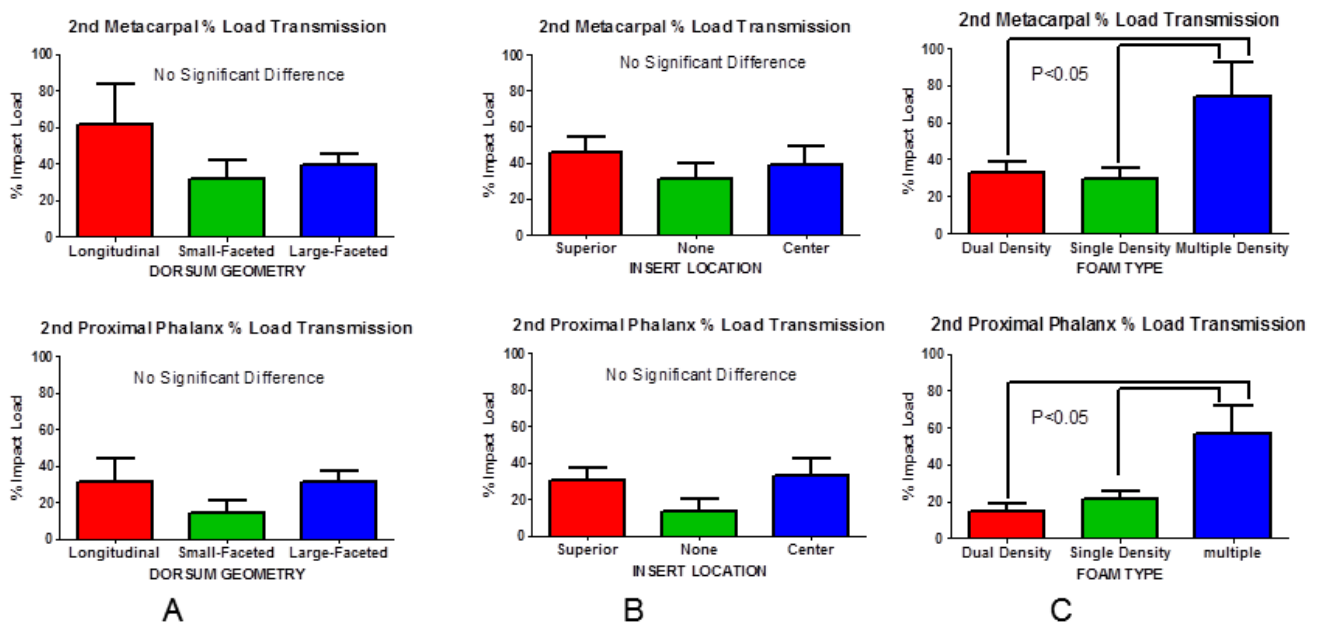 2nd Metacarpal % Load Transmission
No Significant Difference
% Impact Load
100
80
60
40
20
0
Longitudinal Small-Faceted Large-Faceted
DORSUM GEOMETRY
2nd Metacarpal % Load Transmission
No Significant Difference
% Impact Load
100
80
60
40
20
0
Superior None Center
INSERT LOCATION
2nd Metacarpal % Load Transmission
P<0.05
% Impact Load
100
80
60
40
20
0
Dual Density Single Density Multiple Density
FOAM TYPE
2nd Proximal Phalanx % Load Transmission
No Significant Difference
% Impact Load
100
80
60
40
20
0
Longitudinal Small-Faceted Large-Faceted
DORSUM GEOMETRY
2nd Proximal Phalanx % Load Transmission
No Significant Difference
% Impact Load
100
80
60
40
20
0
Superior None Center
INSERT LOCATION
2nd Proximal Phalanx % Load Transmission
P<0.05
% Impact Load
100
80
60
40
20
0
Dual Density Single Density multiple
FOAM TYPE
A
B
C